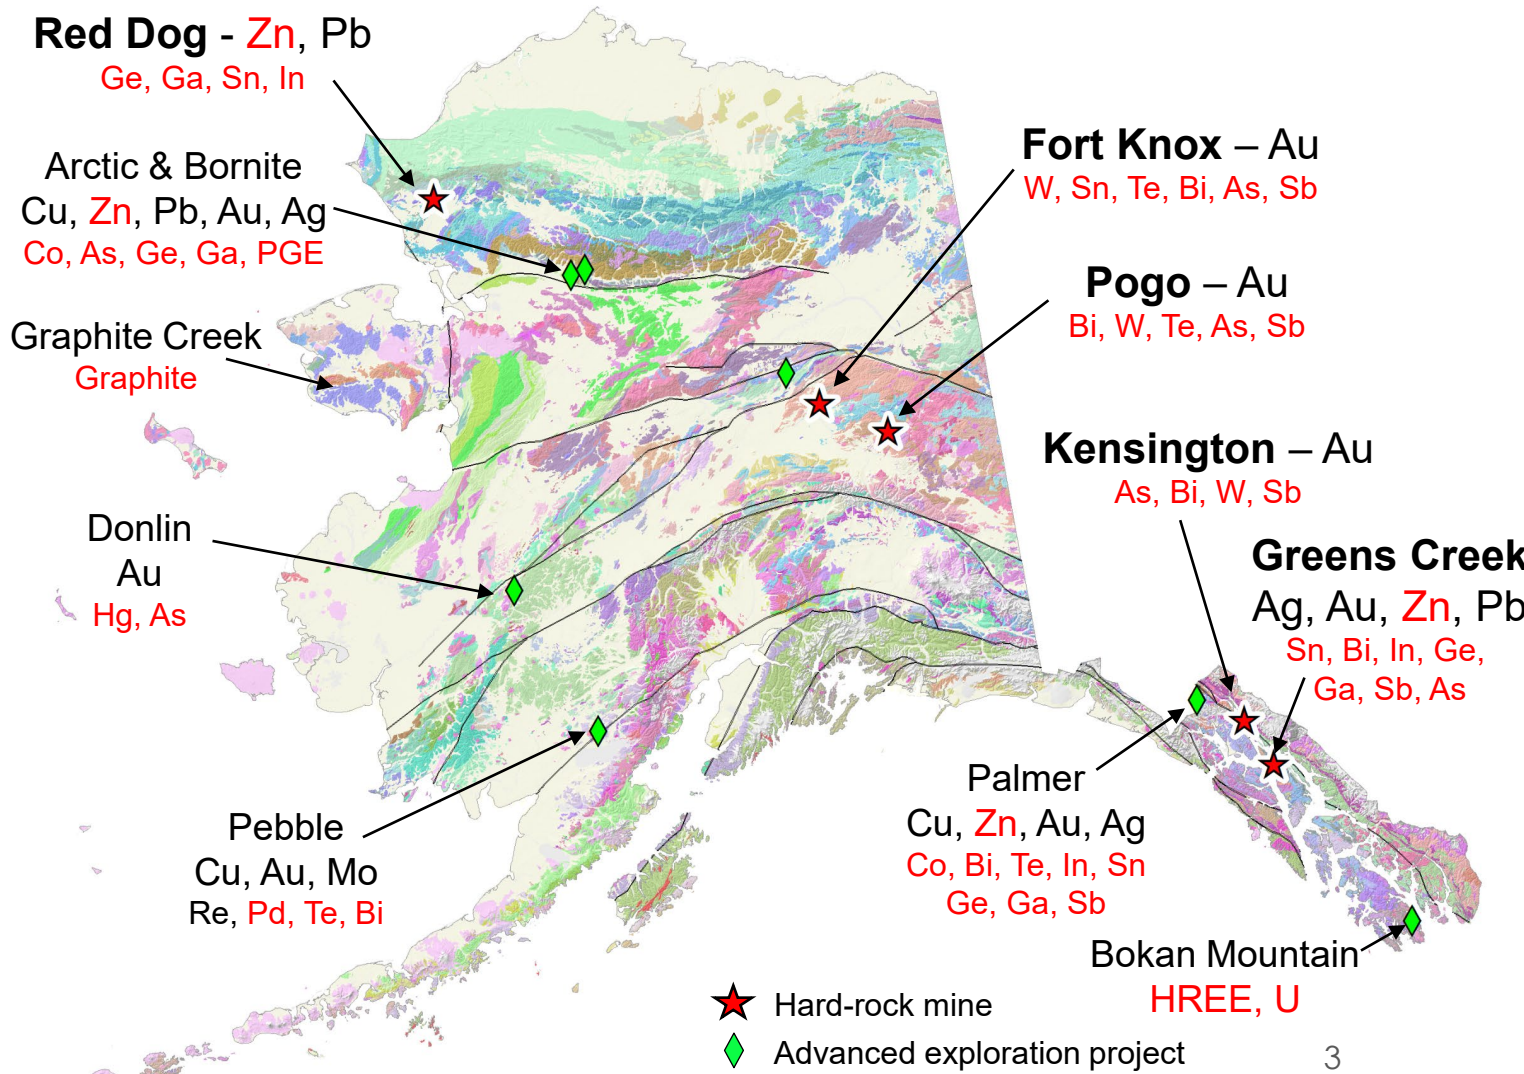 Red Dog - Zn, Pb
Ge, Ga, Sn, In
Arctic & Bornite
Cu, Zn, Pb, Au, Ag
Co, As, Ge, Ga, PGE
Graphite Creek
Graphite
Donlin
Au
Hg, As
Pebble
Cu, Au, Mo
Re, Pd, Te, Bi
Fort Knox – Au
W, Sn, Te, Bi, As, Sb
Pogo – Au
Bi, W, Te, As, Sb
Kensington – Au
As, Bi, W, Sb
Greens Creek
Ag, Au, Zn, Pb
Sn, Bi, In, Ge,
Ga, Sb, As
Palmer
Cu, Zn, Au, Ag
Co, Bi, Te, In, Sn
Ge, Ga, Sb
Bokan Mountain
HREE, U
Hard-rock mine
Advanced exploration project
3